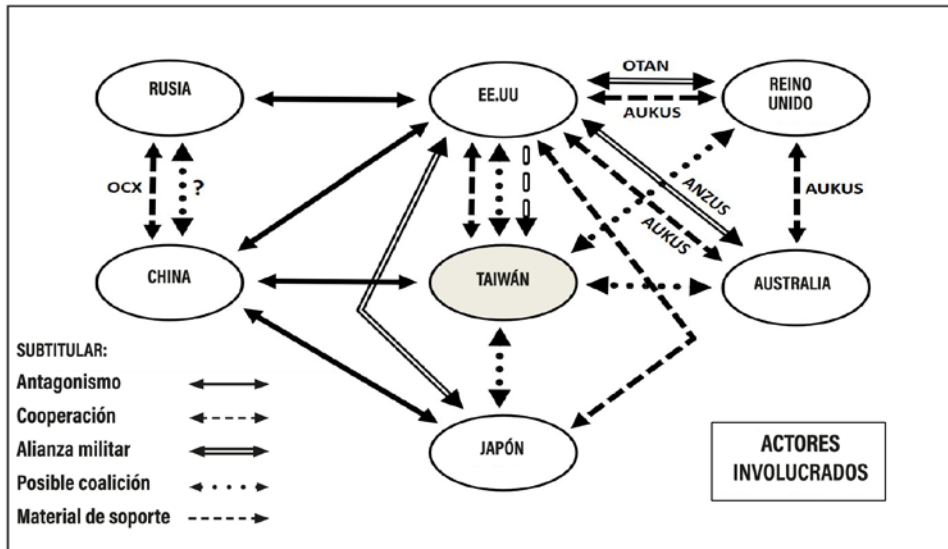 RUSIA
EE.UU
OTAN
REINO
UNIDO
AUKUS
OCX
?
ANZUS
AUKUS
AUKUS
CHINA
TAIWÁN
AUSTRALIA
SUBTITULAR:
Antagonismo
Cooperación
Alianza militar
Posible coalición
Material de soporte
JAPÓN
ACTORES
INVOLUCRADOS